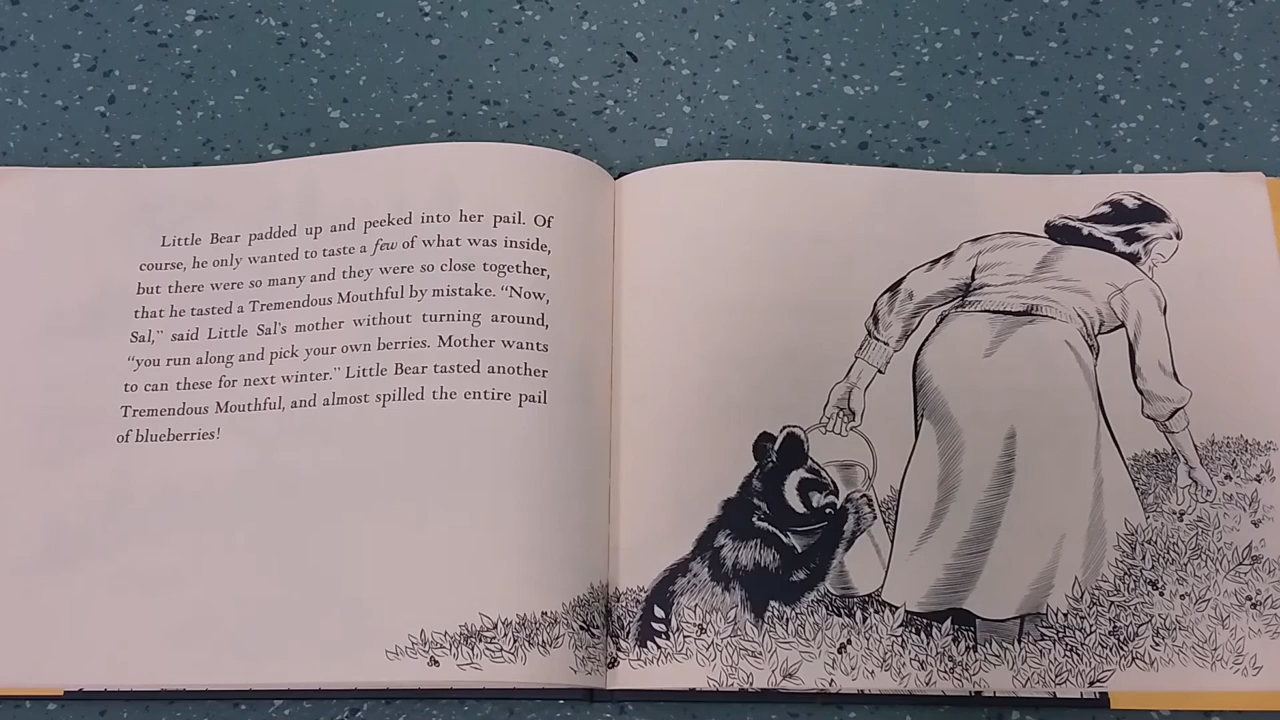 Little Bear padded up and peeked into her pail. Of
course, he only wanted to taste a few of what was inside,
but there were so many and they were so close together,
that he tasted a Tremendous Mouthful by mistake. “Now,
Sal,” said Little Sal’s mother without turning around,
“you run along and pick your own berries. Mother wants
to can these for next winter.” Little Bear tasted another
Tremendous Mouthful, and almost spilled the entire pail
of blueberries!